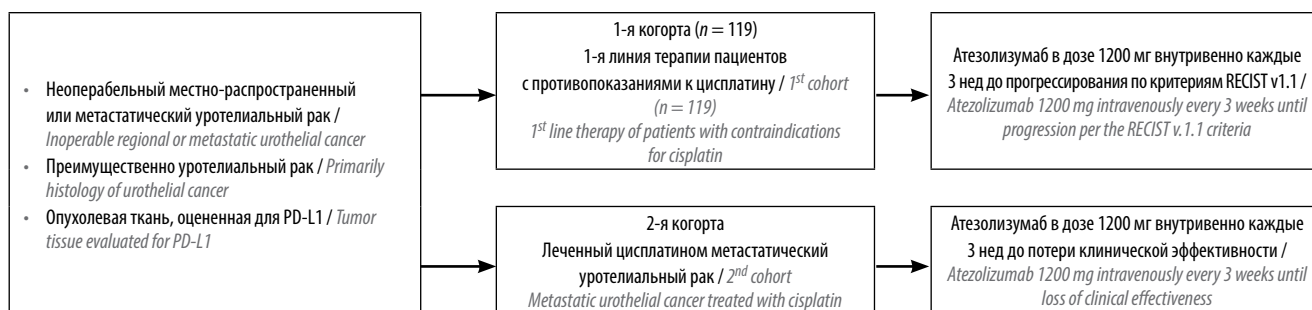 • Неоперабельный местно-распространенный
или метастатический уротелиальный рак /
Inoperable regional or metastatic urothelial cancer
• Преимущественно уротелиальный рак / Primarily
histology of urothelial cancer
• Опухолевая ткань, оцененная для PD-L1 / Tumor
tissue evaluated for PD-L1
1-я когорта (n = 119)
1-я линия терапии пациентов
с противопоказаниями к цисплатину / 1st cohort
(n = 119)
1st line therapy of patients with contraindications
for cisplatin
Атезолизумаб в дозе 1200 мг внутривенно каждые
3 нед до прогрессирования по критериям RECIST v1.1 /
Atezolizumab 1200 mg intravenously every 3 weeks until
progression per the RECIST v.1.1 criteria
2-я когорта
Леченный цисплатином метастатический
уротелиальный рак / 2nd cohort
Metastatic urothelial cancer treated with cisplatin
Атезолизумаб в дозе 1200 мг внутривенно каждые
3 нед до потери клинической эффективности /
Atezolizumab 1200 mg intravenously every 3 weeks until
loss of clinical effectiveness